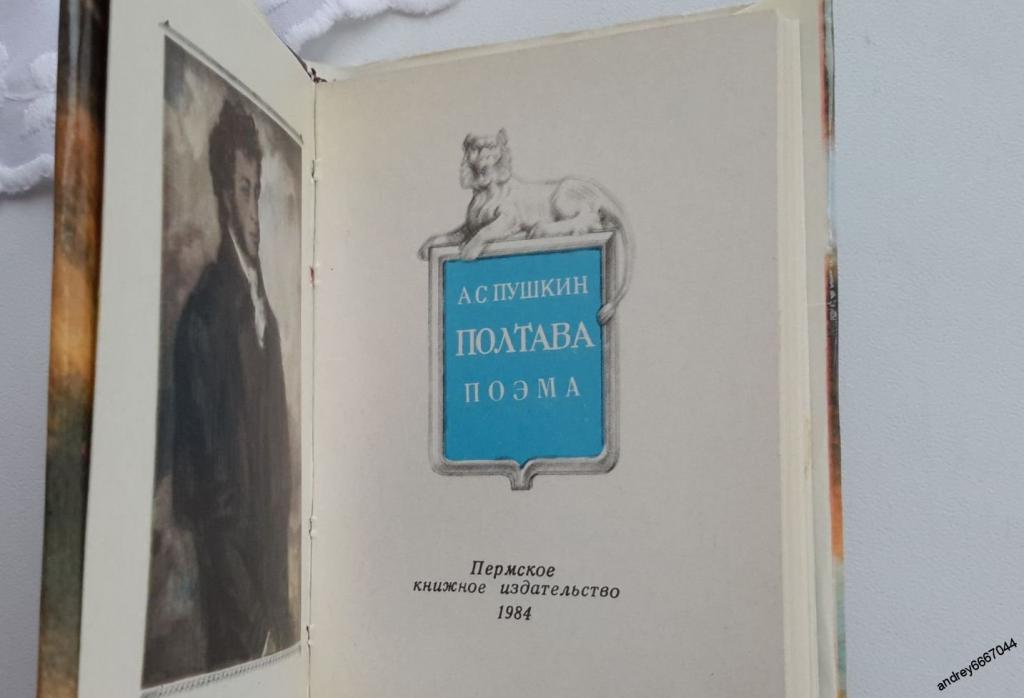 А С ПУШКИН
ПОЛТАВА
ПОЭМА
Пермское
книжное издательство
1984
andrey6667044